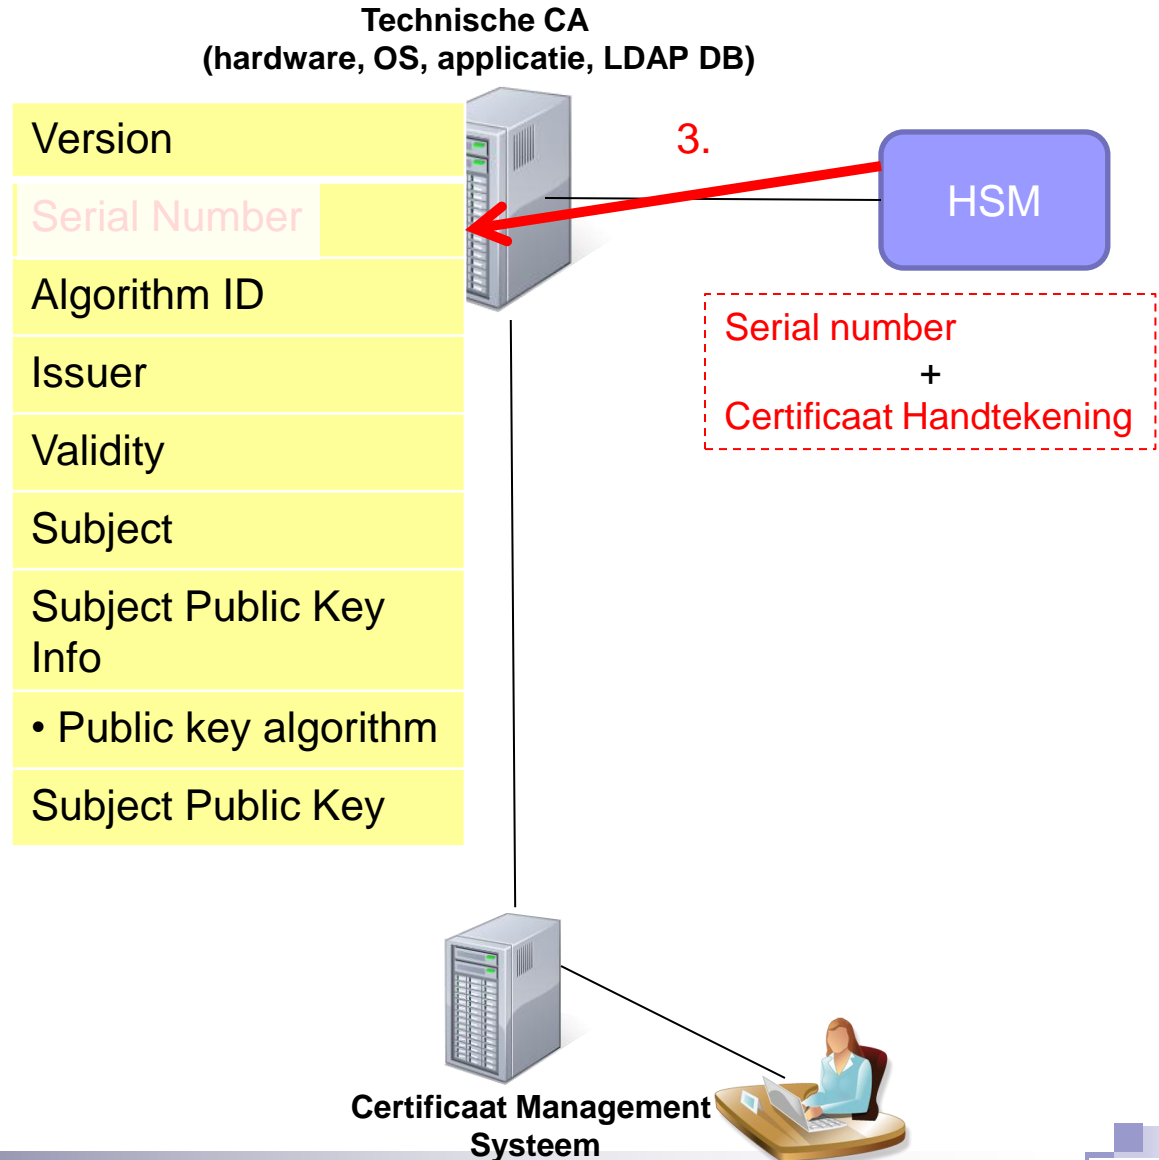 Technische CA
(hardware, OS, applicatie, LDAP DB)
Version
Serial Number
Algorithm ID
Issuer
Validity
Subject
Subject Public Key
Info
• Public key algorithm
Subject Public Key
3.
HSM
Serial number
+
Certificaat Handtekening
Certificaat Management
Systeem